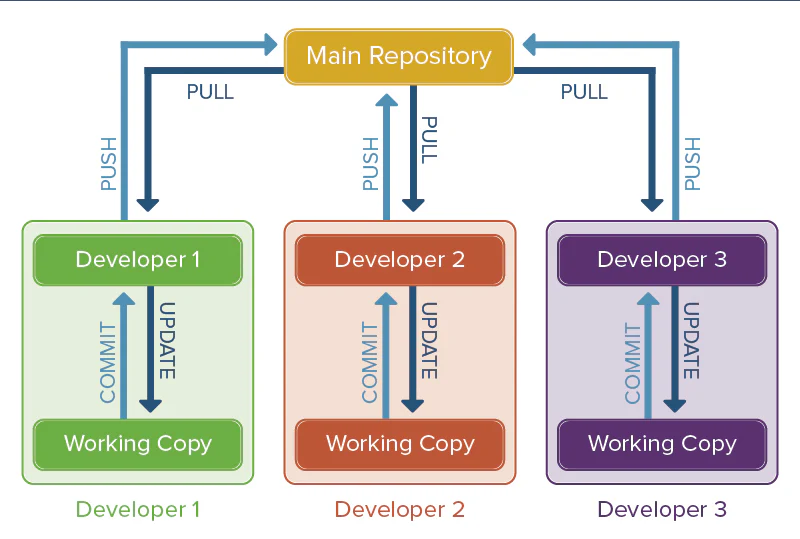 Main Repository
PULL
PULL
PUSH
PUSH
PULL
PUSH
Developer 1
Developer 2
Developer 3
COMMIT
UPDATE
COMMIT
UPDATE
COMMIT
UPDATE
Working Copy
Working Copy
Working Copy
Developer 1
Developer 2
Developer 3